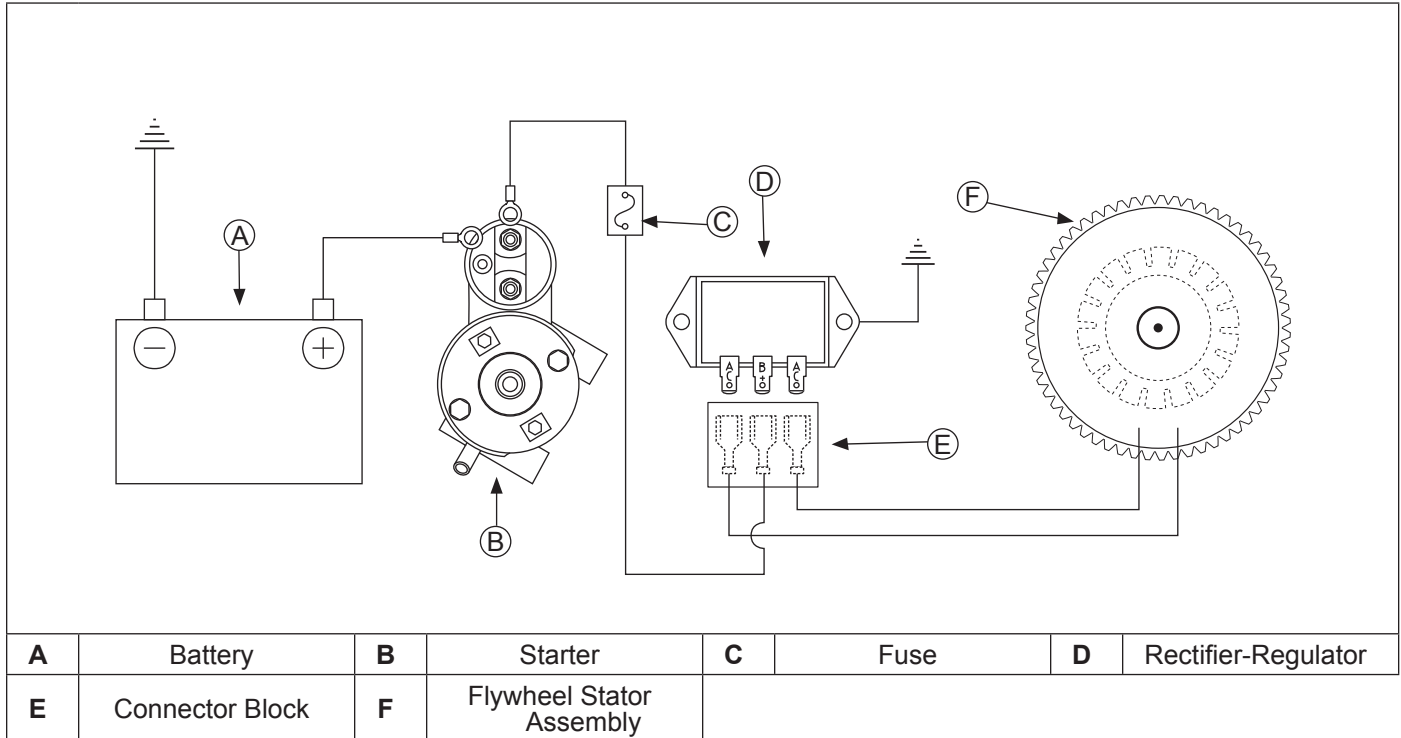 A
B
C
D
E
F
−
+
AC
B+
AC
A Battery B Starter C Fuse D Rectifier-Regulator
E Connector Block F Flywheel Stator
Assembly